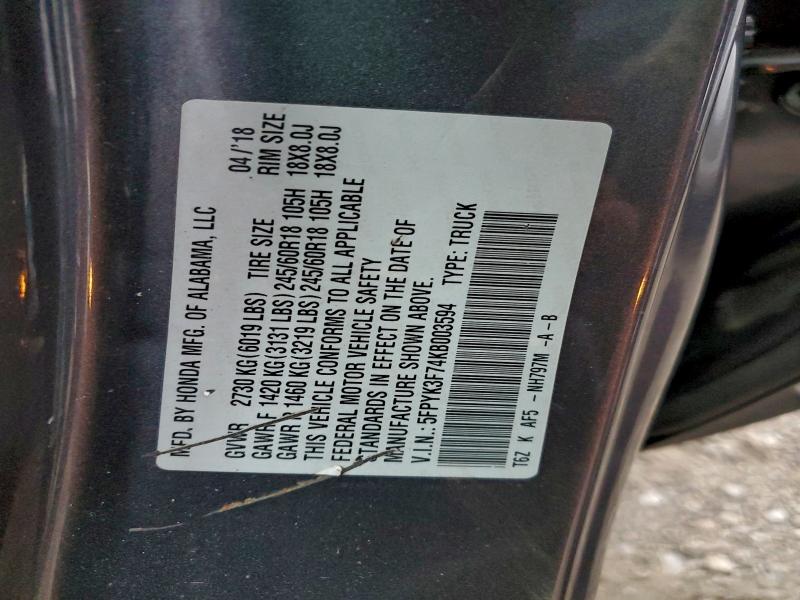 MFD. BY HONDA MFG. OF ALABAMA, LLC 04/'18
GVWR 2730 KG(6019 LBS) TIRE SIZE RIM SIZE
GAWR F 1420 KG(3131 LBS)245/60R18 105H 18X8.0J
GAWR R 1460 KG(3219 LBS)245/60R18 105H 18X8.0J
THIS VEHICLE CONFORMS TO ALL APPLICABLE
FEDERAL MOTOR VEHICLE SAFETY
STANDARDS IN EFFECT ON THE DATE OF
MANUFACTURE SHOWN ABOVE.
V.I.N.: 5FPYK3F74KB003594 TYPE: TRUCK
T6Z K AF5 - NH797M -A -B